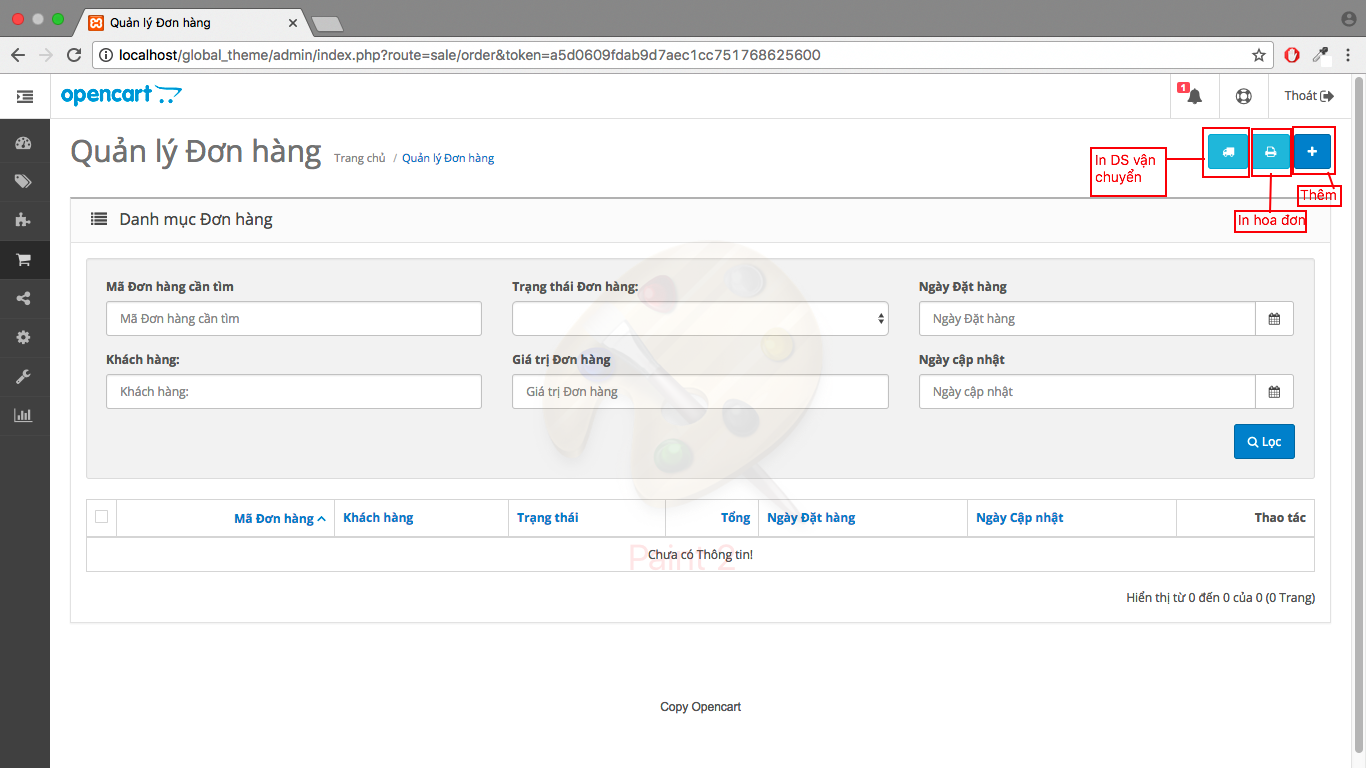 Quản lý Đơn hàng
localhost/global_theme/admin/index.php?route=sale/order&token=a5d0609fdab9d7aec1cc751768625600
opencart
1
Thoát
Quản lý Đơn hàng
Trang chủ / Quản lý Đơn hàng
In DS vận
chuyển
Thêm
In hoa đơn
Danh mục Đơn hàng
Mã Đơn hàng cần tìm
Trạng thái Đơn hàng:
Ngày Đặt hàng
Mã Đơn hàng cần tìm
Ngày Đặt hàng
Khách hàng:
Giá trị Đơn hàng
Ngày cập nhật
Khách hàng:
Giá trị Đơn hàng
Ngày cập nhật
Lọc
Mã Đơn hàng
Khách hàng
Trạng thái
Tổng
Ngày Đặt hàng
Ngày Cập nhật
Thao tác
Chưa có Thông tin!
Paint 2
Hiển thị từ 0 đến 0 của 0 (0 Trang)
Copy Opencart